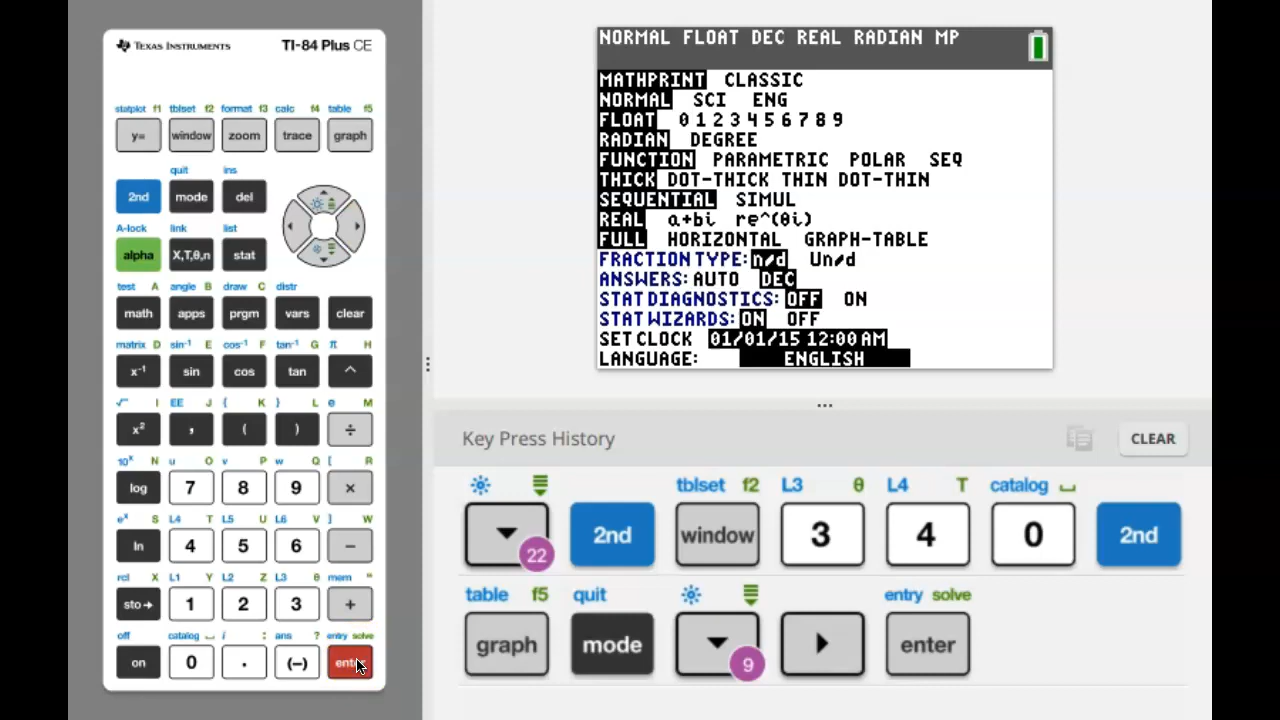 TEXAS INSTRUMENTS TI-84 Plus CE
statplot f1 tblset f2 format f3 calc f4 table f5
y= window zoom trace graph
quit ins
2nd mode del
A-lock link list
alpha X,T,θ,n stat
test A angle B draw C distr
math apps prgm vars clear
matrix D sin⁻¹ E cos⁻¹ F tan⁻¹ G π H
x⁻¹ sin cos tan ^
√ I EE J { K } L e M
x² , ( ) ÷
10ˣ N u O v P w Q [ R
log 7 8 9 ×
eˣ S L4 T L5 U L6 V ] W
ln 4 5 6 −
rcl X L1 Y L2 Z L3 θ mem "
sto→ 1 2 3 +
off catalog ⎵ i : ans ? entry solve
on 0 . (−) enter
NORMAL FLOAT DEC REAL RADIAN MP
MATHPRINT CLASSIC
NORMAL SCI ENG
FLOAT 0 1 2 3 4 5 6 7 8 9
RADIAN DEGREE
FUNCTION PARAMETRIC POLAR SEQ
THICK DOT-THICK THIN DOT-THIN
SEQUENTIAL SIMUL
REAL a+bi re^(θi)
FULL HORIZONTAL GRAPH-TABLE
FRACTION TYPE: n/d Un/d
ANSWERS: AUTO DEC
STAT DIAGNOSTICS: OFF ON
STAT WIZARDS: ON OFF
SET CLOCK 01/01/15 12:00 AM
LANGUAGE: ENGLISH
Key Press History CLEAR
tblset f2 L3 θ L4 T catalog ⎵
22 2nd window 3 4 0 2nd
table f5 quit entry solve
graph mode 9 enter